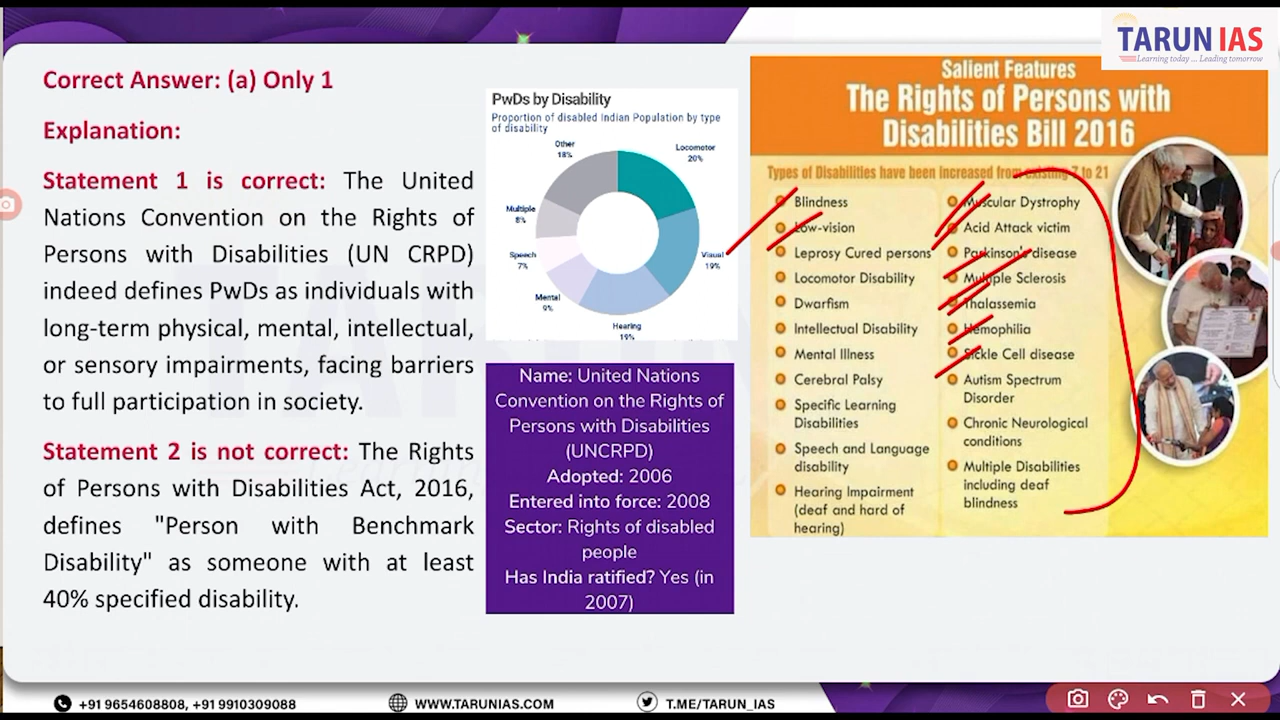 TARUN IAS
Learning today ... Leading tomorrow
Correct Answer: (a) Only 1
Explanation:
Statement 1 is correct: The United
Nations Convention on the Rights of
Persons with Disabilities (UN CRPD)
indeed defines PwDs as individuals with
long-term physical, mental, intellectual,
or sensory impairments, facing barriers
to full participation in society.
Statement 2 is not correct: The Rights
of Persons with Disabilities Act, 2016,
defines "Person with Benchmark
Disability" as someone with at least
40% specified disability.
PwDs by Disability
Proportion of disabled Indian Population by type
of disability
Other
18%
Locomotor
20%
Multiple
8%
Visual
19%
Speech
7%
Mental
9%
Hearing
19%
Name: United Nations
Convention on the Rights of
Persons with Disabilities
(UNCRPD)
Adopted: 2006
Entered into force: 2008
Sector: Rights of disabled
people
Has India ratified? Yes (in
2007)
Salient Features
The Rights of Persons with
Disabilities Bill 2016
Types of Disabilities have been increased from existing 7 to 21
Blindness
Low-vision
Leprosy Cured persons
Locomotor Disability
Dwarfism
Intellectual Disability
Mental Illness
Cerebral Palsy
Specific Learning
Disabilities
Speech and Language
disability
Hearing Impairment
(deaf and hard of
hearing)
Muscular Dystrophy
Acid Attack victim
Parkinson's disease
Multiple Sclerosis
Thalassemia
Hemophilia
Sickle Cell disease
Autism Spectrum
Disorder
Chronic Neurological
conditions
Multiple Disabilities
including deaf
blindness
+91 9654608808, +91 9910309088
WWW.TARUNIAS.COM
T.ME/TARUN_IAS